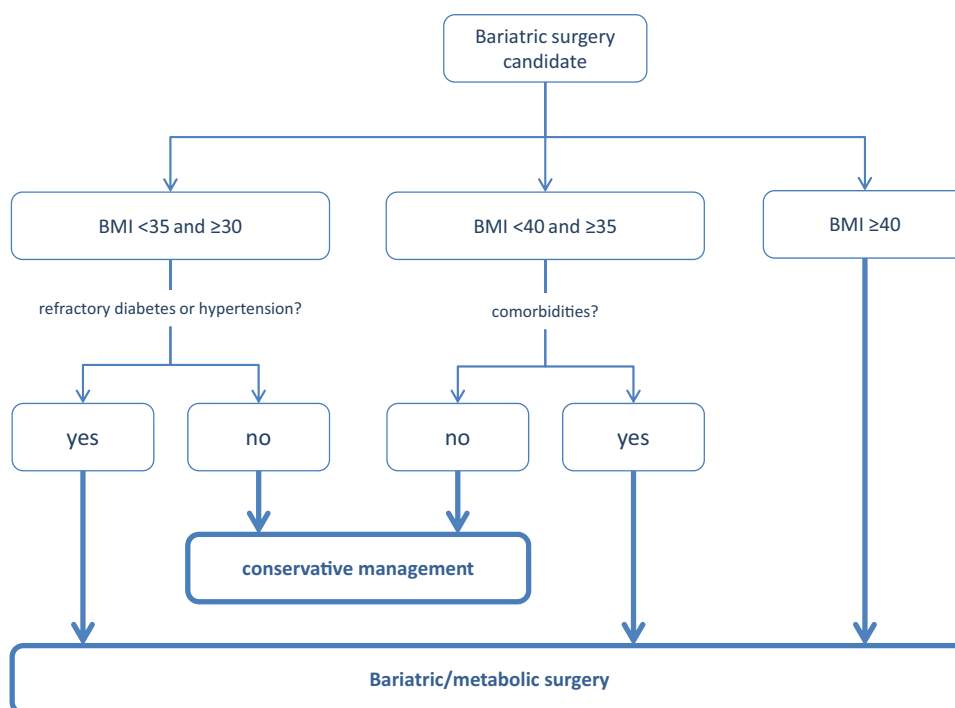 Bariatric surgery
candidate
BMI <35 and ≥30
BMI <40 and ≥35
BMI ≥40
refractory diabetes or hypertension?
comorbidities?
yes
no
no
yes
conservative management
Bariatric/metabolic surgery